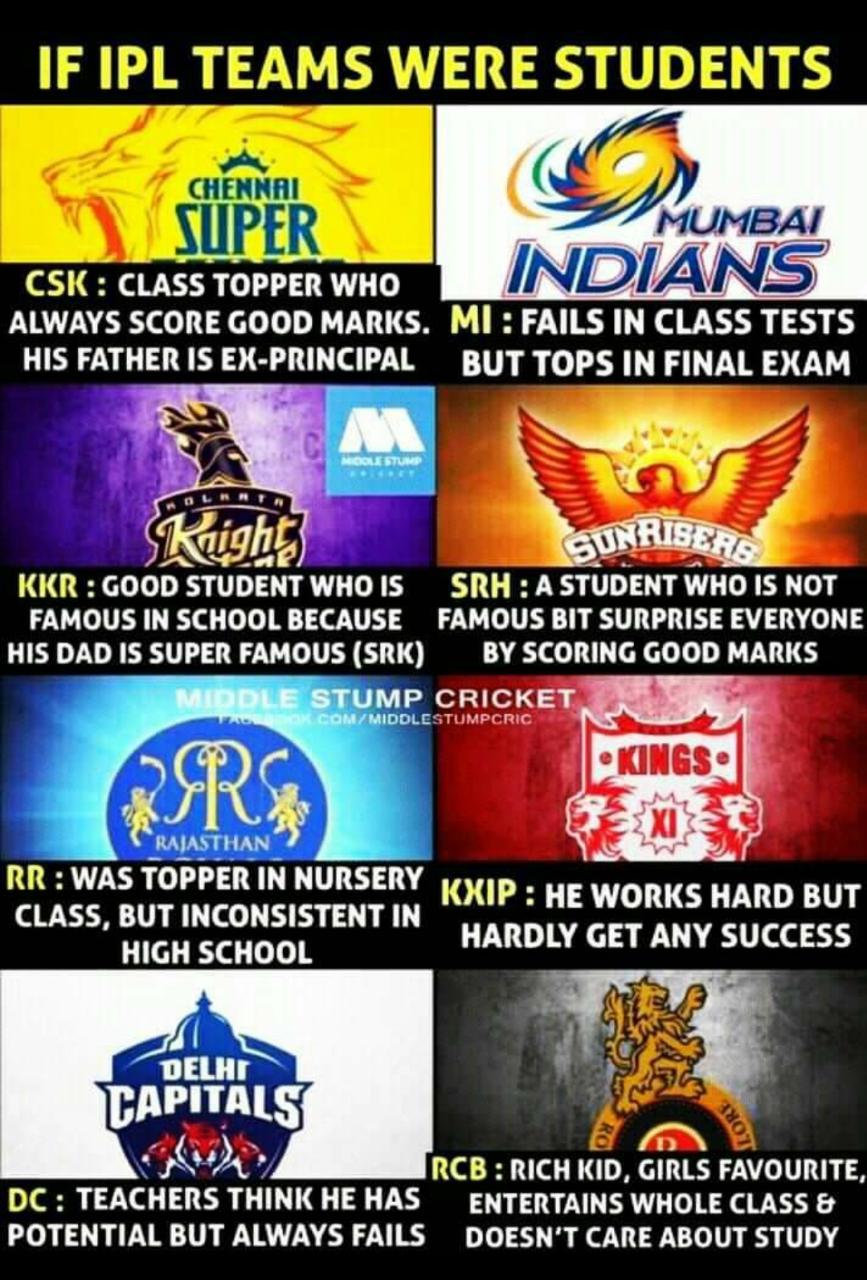 IF IPL TEAMS WERE STUDENTS
CHENNAI
SUPER
CSK : CLASS TOPPER WHO
ALWAYS SCORE GOOD MARKS.
HIS FATHER IS EX-PRINCIPAL
MUMBAI
INDIANS
MI : FAILS IN CLASS TESTS
BUT TOPS IN FINAL EXAM
KOLKATA
Knight
MIDDLE STUMP
CRICKET
KKR : GOOD STUDENT WHO IS
FAMOUS IN SCHOOL BECAUSE
HIS DAD IS SUPER FAMOUS (SRK)
SUNRISERS
SRH : A STUDENT WHO IS NOT
FAMOUS BIT SURPRISE EVERYONE
BY SCORING GOOD MARKS
MIDDLE STUMP CRICKET
FACEBOOK.COM/MIDDLESTUMPCRIC
RR
RAJASTHAN
RR : WAS TOPPER IN NURSERY
CLASS, BUT INCONSISTENT IN
HIGH SCHOOL
KINGS
XI
KXIP : HE WORKS HARD BUT
HARDLY GET ANY SUCCESS
DELHI
CAPITALS
DC : TEACHERS THINK HE HAS
POTENTIAL BUT ALWAYS FAILS
RCB : RICH KID, GIRLS FAVOURITE,
ENTERTAINS WHOLE CLASS &
DOESN'T CARE ABOUT STUDY